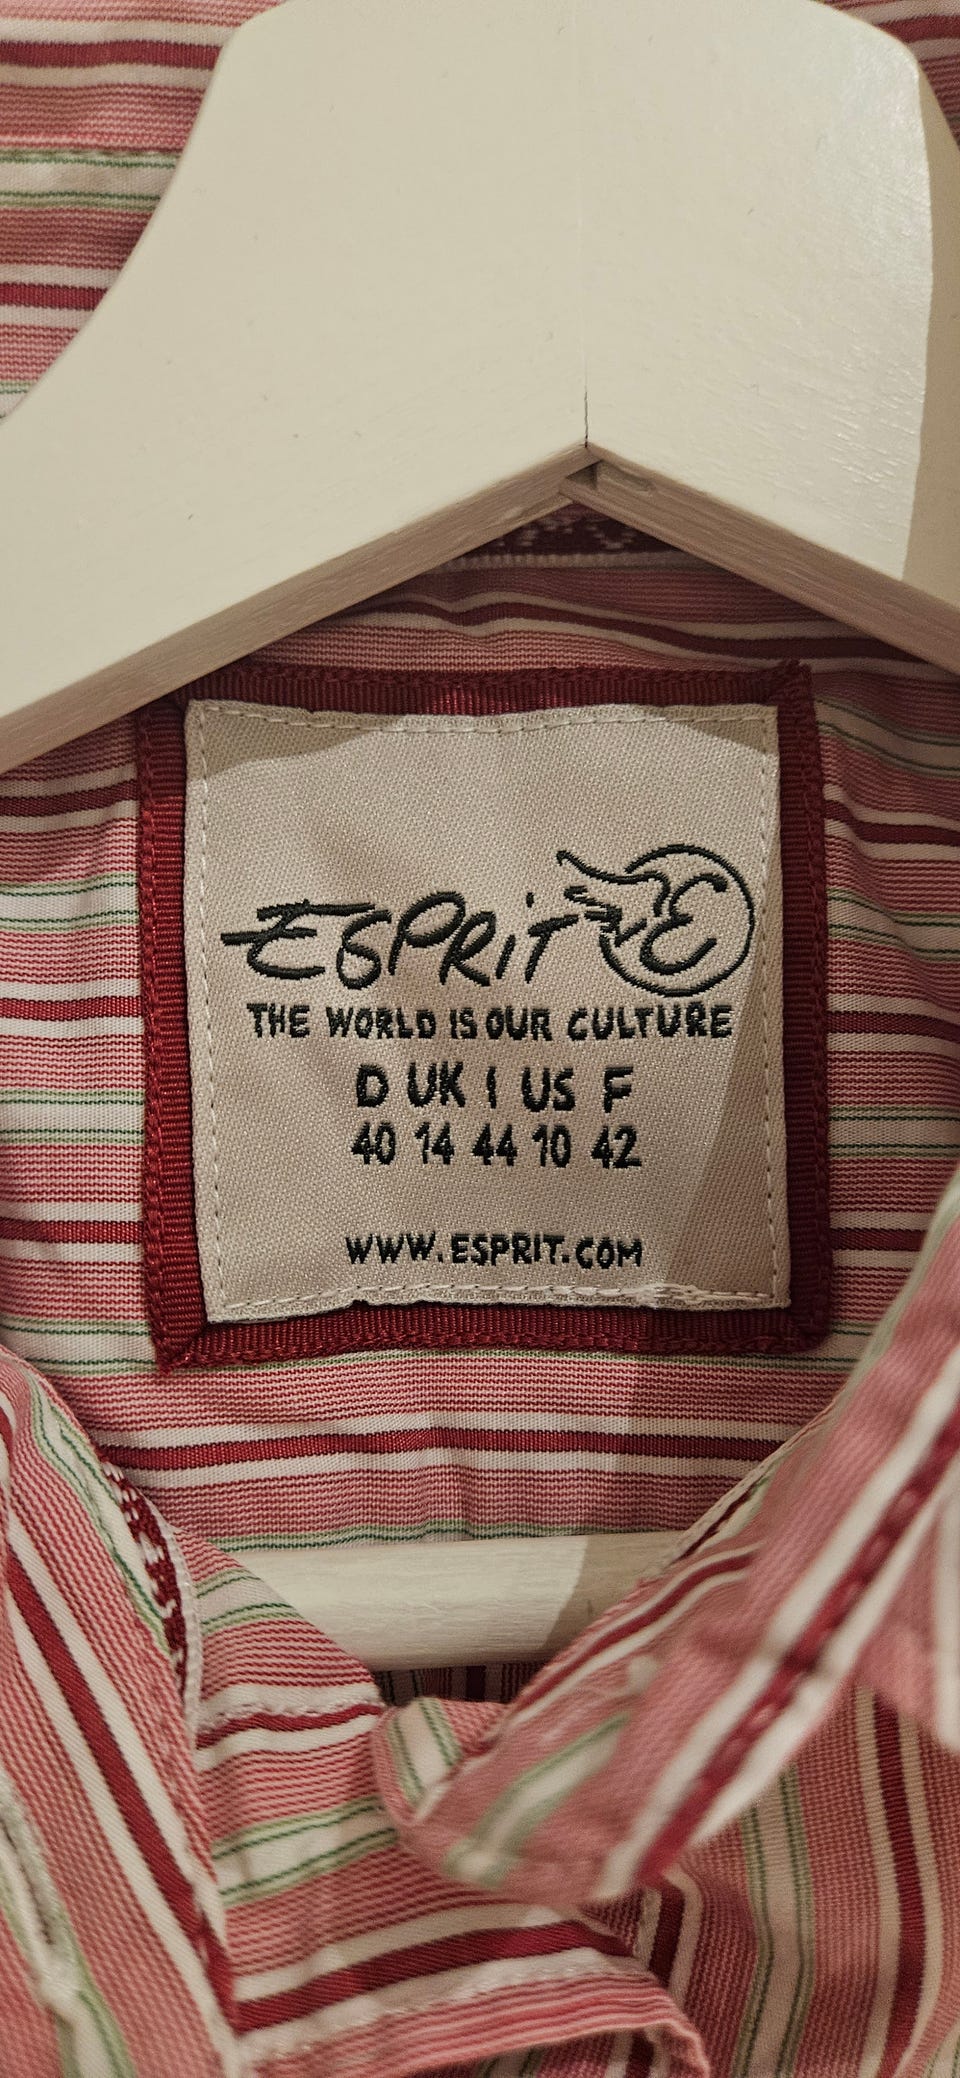 ESPRIT E
THE WORLD IS OUR CULTURE
D UK I US F
40 14 44 10 42
WWW.ESPRIT.COM